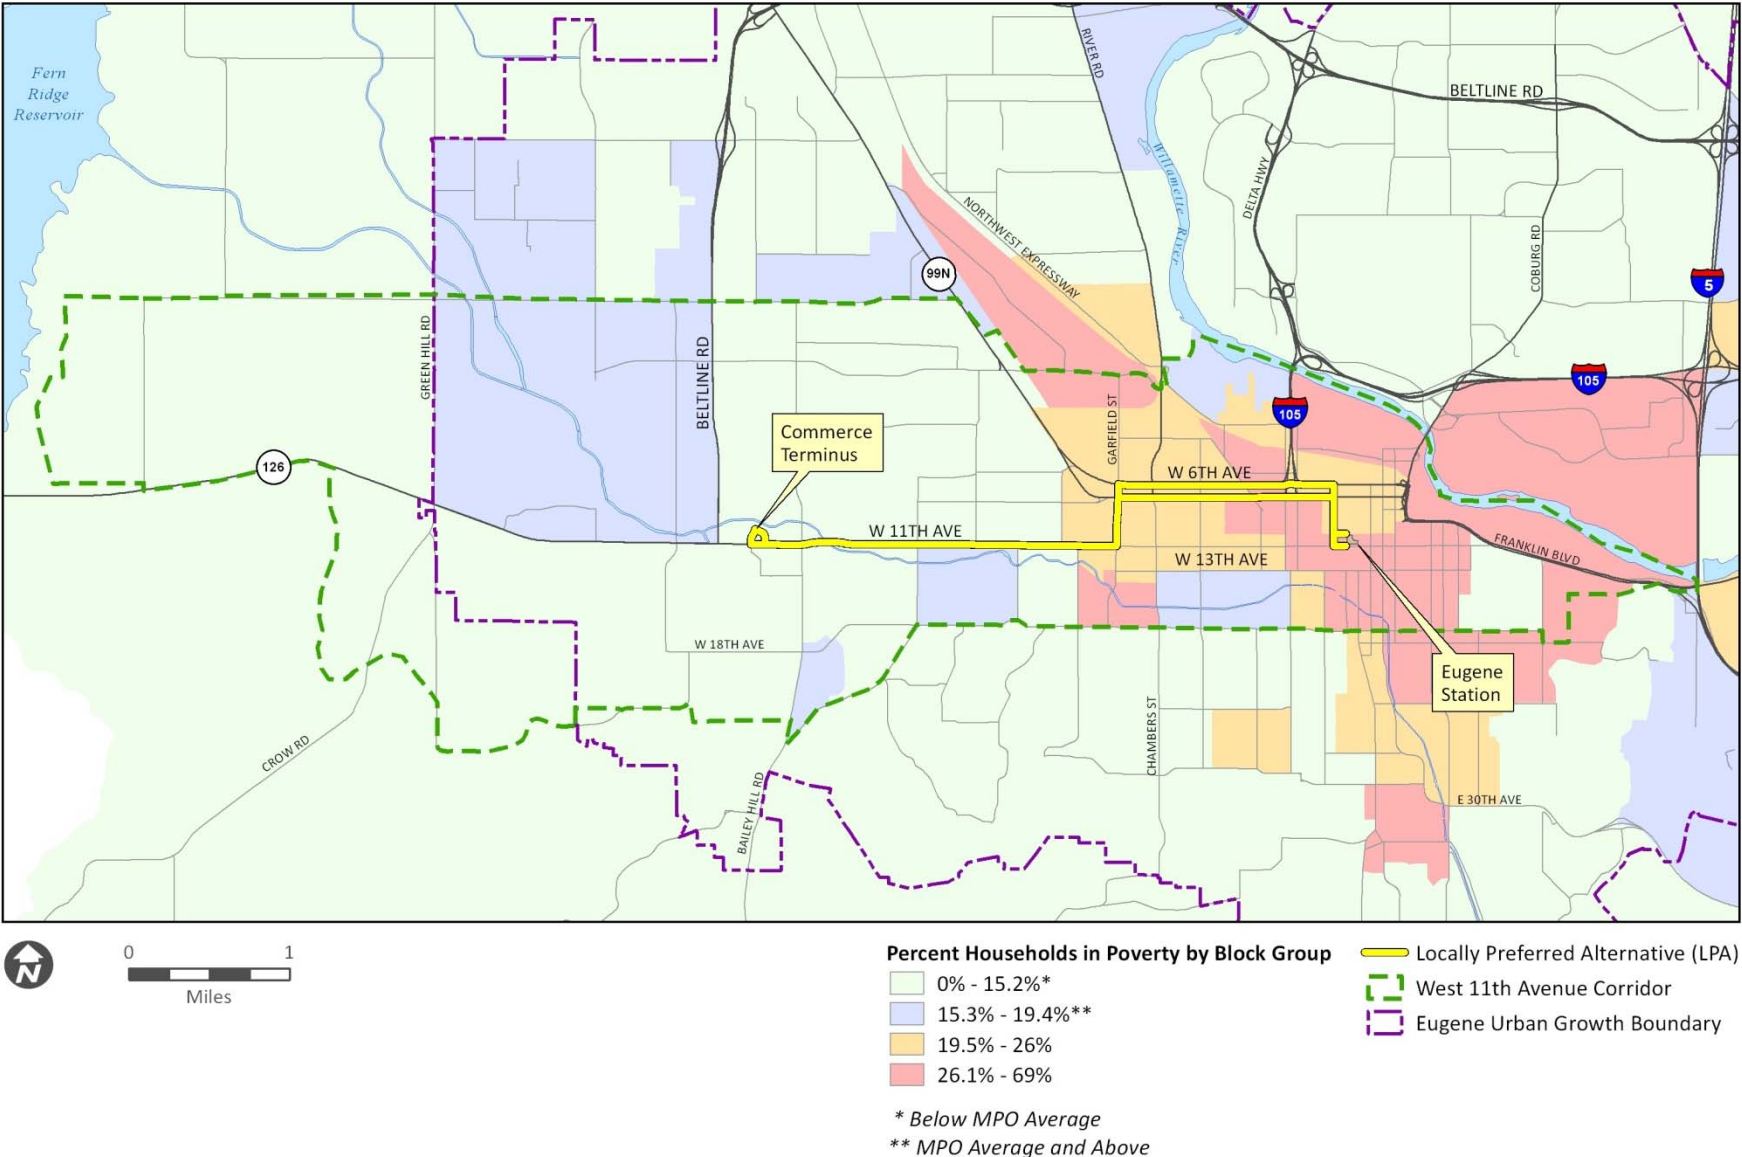 Fern
Ridge
Reservoir
RIVER RD
BELTLINE RD
Willamette River
DELTA HWY
NORTHWEST EXPRESSWAY
COBURG RD
99N
5
GREEN HILL RD
BELTLINE RD
105
105
GARFIELD ST
Commerce
Terminus
126
W 6TH AVE
W 11TH AVE
W 13TH AVE
FRANKLIN BLVD
W 18TH AVE
Eugene
Station
CROW RD
CHAMBERS ST
BAILEY HILL RD
E 30TH AVE
N
0 1
Miles
Percent Households in Poverty by Block Group
0% - 15.2%*
15.3% - 19.4%**
19.5% - 26%
26.1% - 69%
* Below MPO Average
** MPO Average and Above
Locally Preferred Alternative (LPA)
West 11th Avenue Corridor
Eugene Urban Growth Boundary